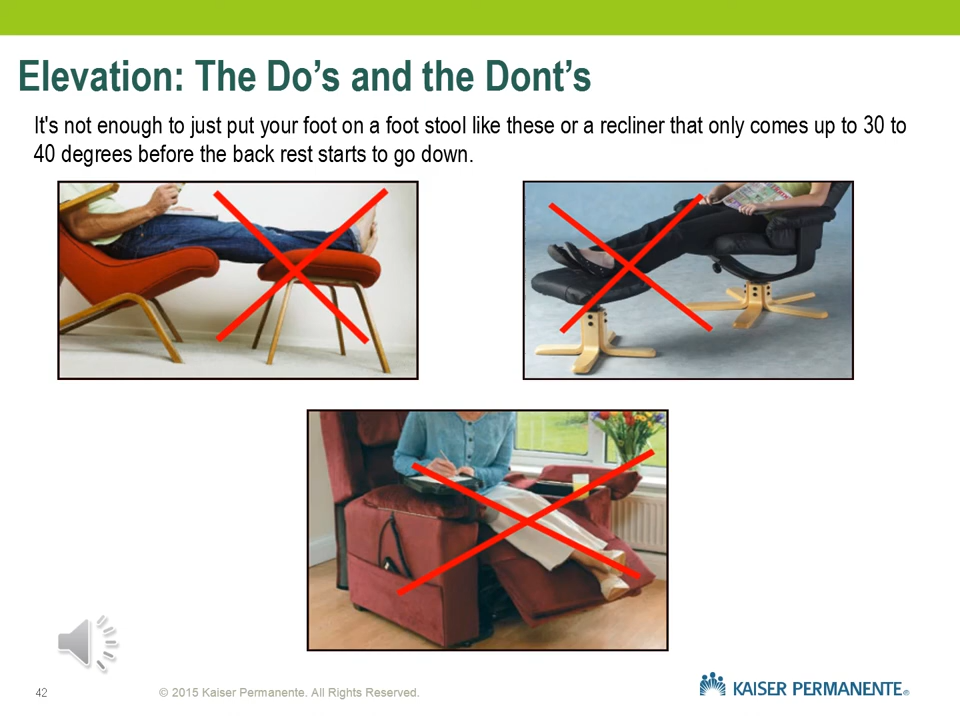 Elevation: The Do’s and the Dont’s
It's not enough to just put your foot on a foot stool like these or a recliner that only comes up to 30 to
40 degrees before the back rest starts to go down.
42
© 2015 Kaiser Permanente. All Rights Reserved.
KAISER PERMANENTE®